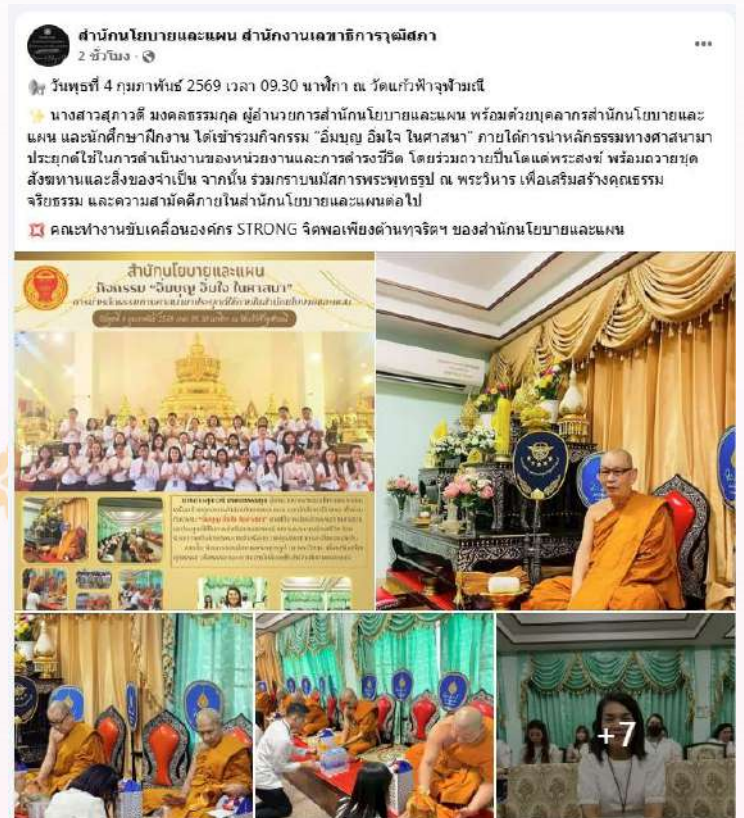 สำนักนโยบายและแผน สำนักงานเลขาธิการวุฒิสภา
2 ชั่วโมง ·
วันพุธที่ 4 กุมภาพันธ์ 2569 เวลา 09.30 นาฬิกา ณ วัดแก้วฟ้าจุฬามณี
นางสาวสุภาวดี มงคลธรรมกุล ผู้อำนวยการสำนักนโยบายและแผน พร้อมด้วยบุคลากรสำนักนโยบายและ
แผน และนักศึกษาฝึกงาน ได้เข้าร่วมกิจกรรม "อิ่มบุญ อิ่มใจ ในศาสนา" ภายใต้การนำหลักธรรมทางศาสนามา
ประยุกต์ใช้ในการดำเนินงานของหน่วยงานและการดำรงชีวิต โดยร่วมถวายปิ่นโตแด่พระสงฆ์ พร้อมถวายชุด
สังฆทานและสิ่งของจำเป็น จากนั้น ร่วมกราบนมัสการพระพุทธรูป ณ พระวิหาร เพื่อเสริมสร้างคุณธรรม
จริยธรรม และความสามัคคีภายในสำนักนโยบายและแผนต่อไป
คณะทำงานขับเคลื่อนองค์กร STRONG จิตพอเพียงต้านทุจริตฯ ของสำนักนโยบายและแผน
สำนักนโยบายและแผน
กิจกรรม "อิ่มบุญ อิ่มใจ ในศาสนา"
+7